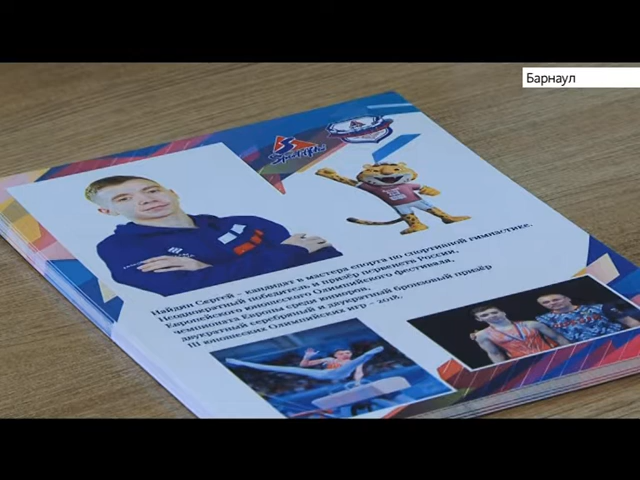 Барнаул
Найдин Сергей – кандидат в мастера спорта по спортивной гимнастике.
Неоднократный победитель и призёр первенств России,
Европейского юношеского Олимпийского фестиваля,
чемпионата Европы среди юниоров,
двукратный серебряный и двукратный бронзовый призёр
III юношеских Олимпийских игр – 2018.